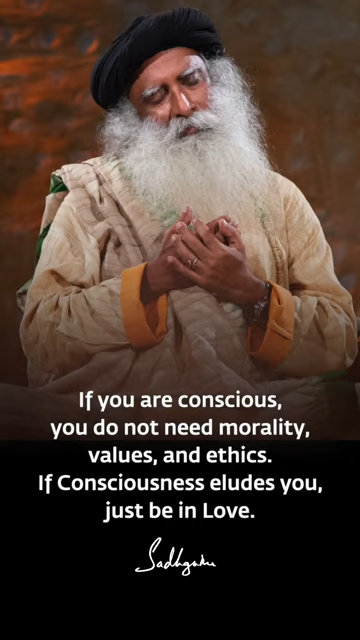 If you are conscious,
you do not need morality,
values, and ethics.
If Consciousness eludes you,
just be in Love.
Sadhguru